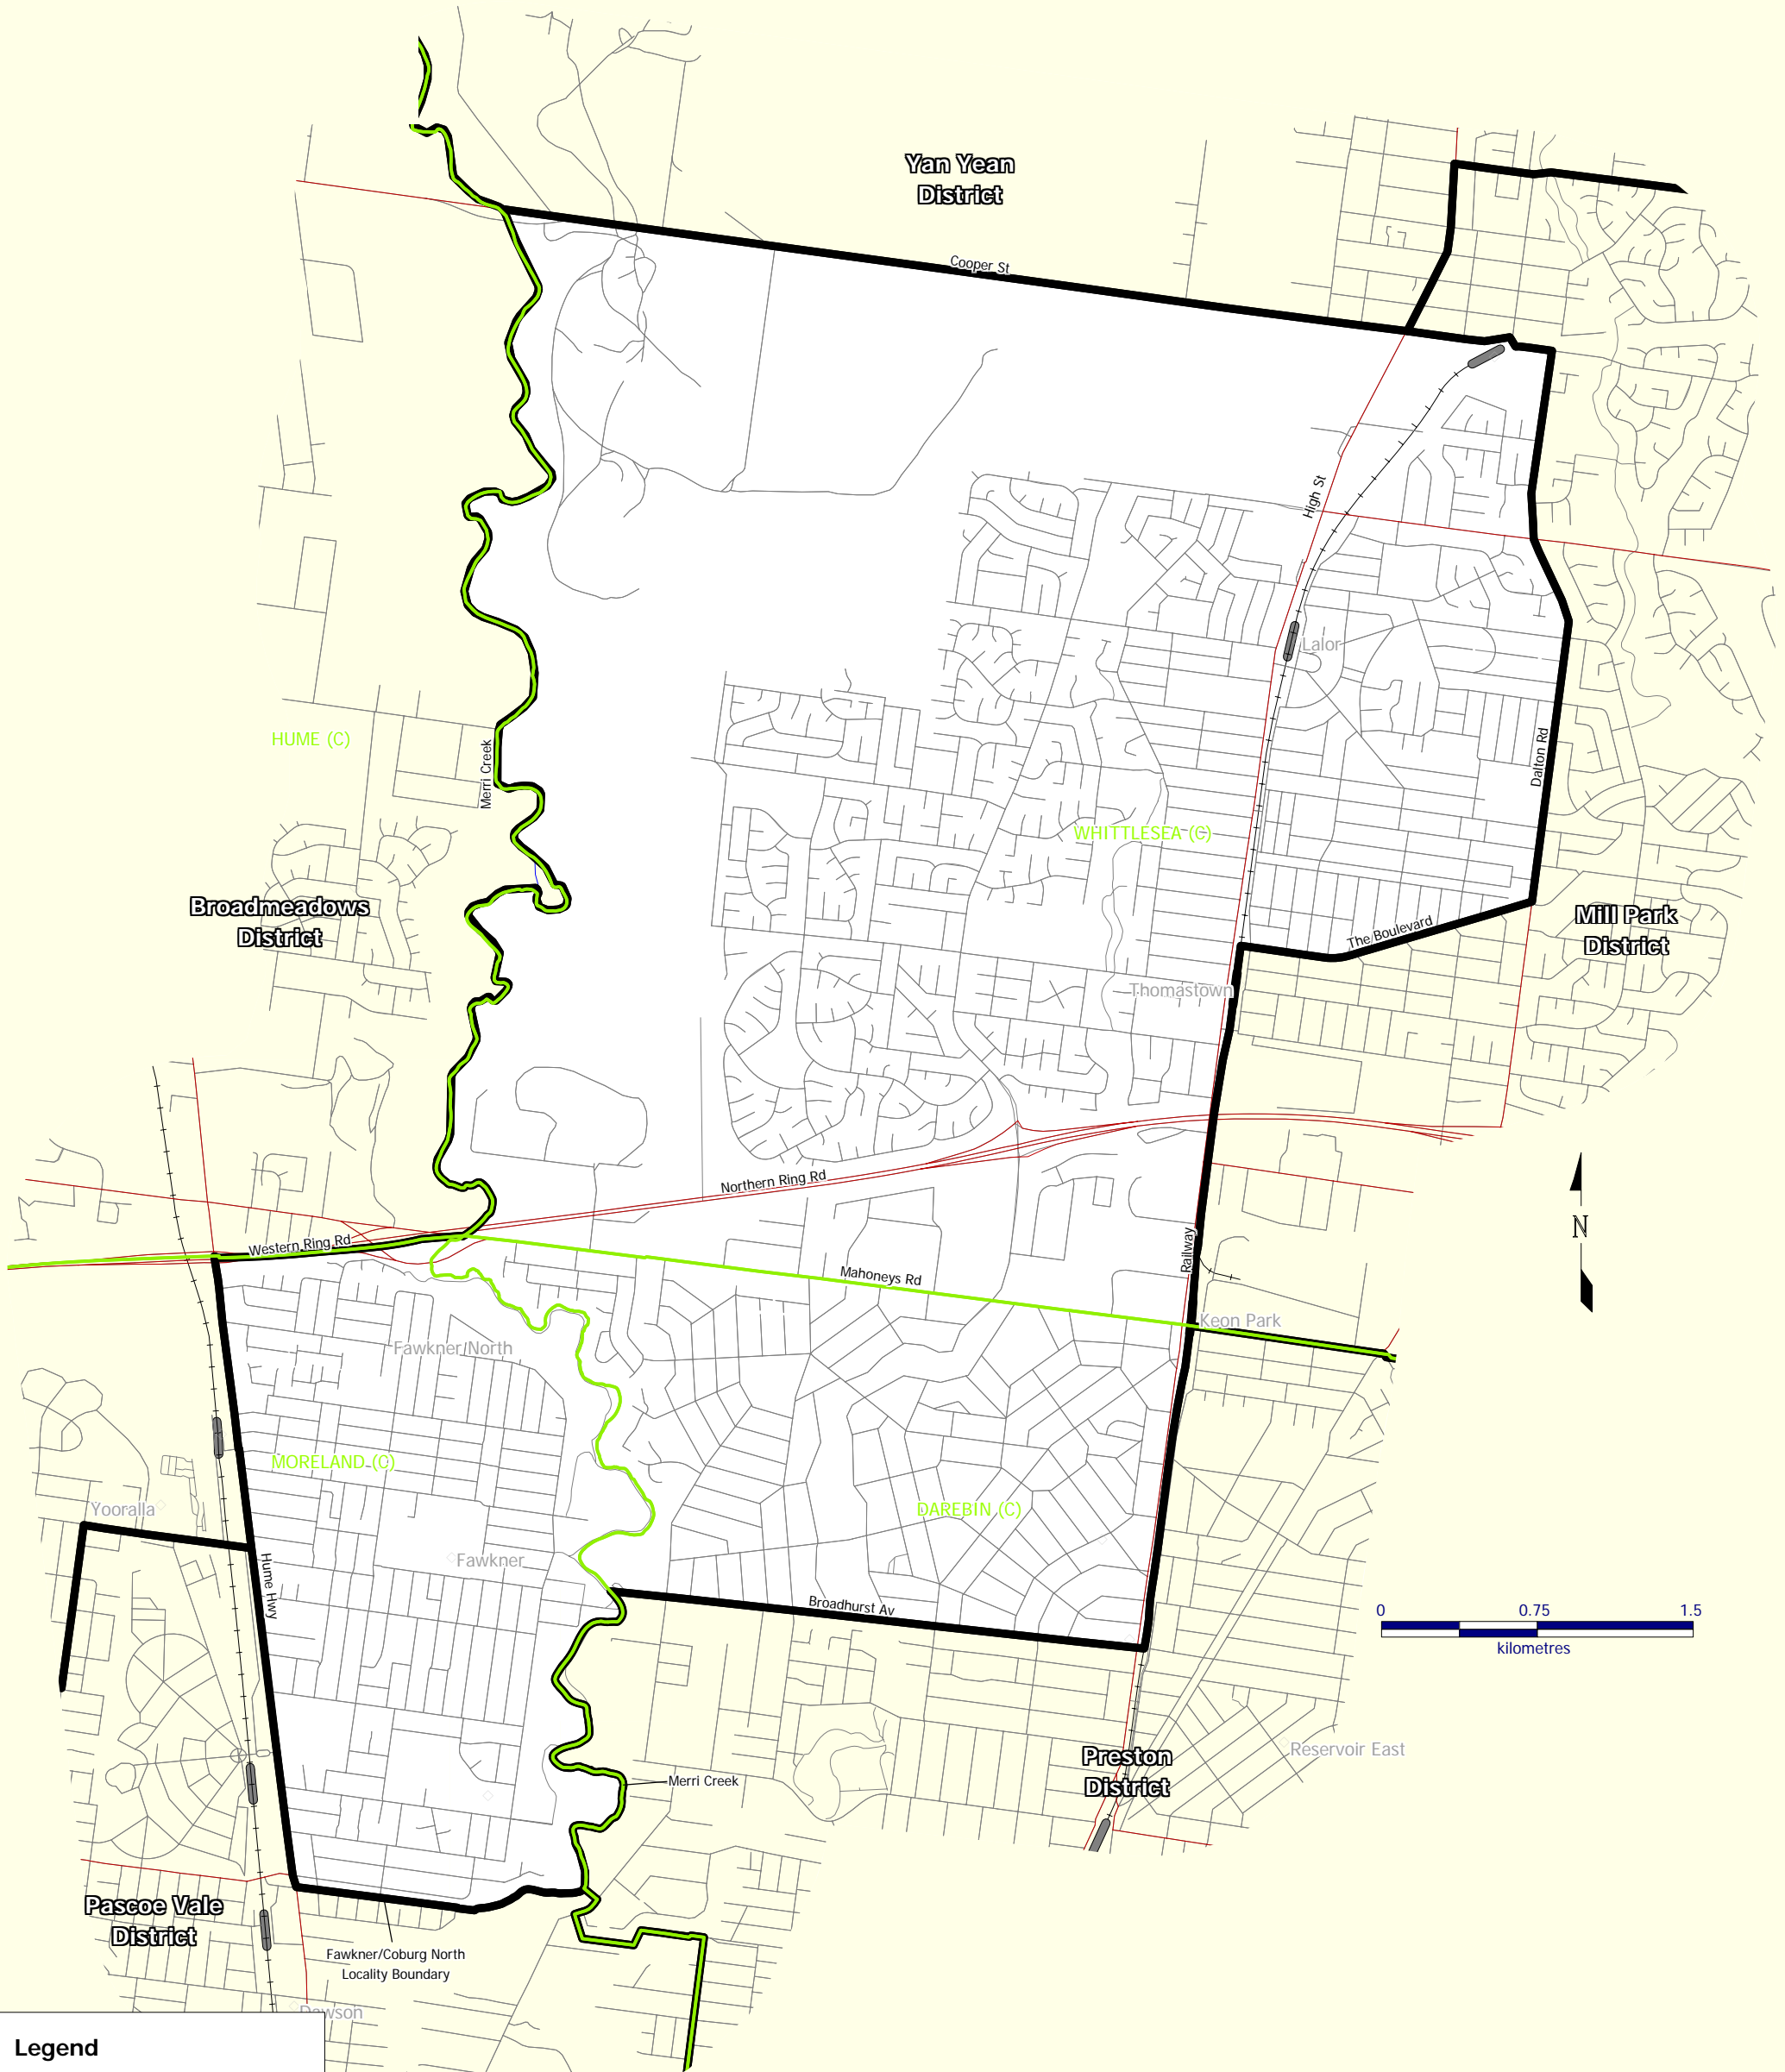 Yan Yean
District
Cooper St
High St
Lalor
HUME (C)
Merri Creek
Dalton Rd
WHITTLESEA (C)
Broadmeadows
District
Mill Park
District
The Boulevard
Thomastown
Northern Ring Rd
N
Western Ring Rd
Railway
Mahoneys Rd
Keon Park
Fawkner North
MORELAND (C)
Yooralla
DAREBIN (C)
Fawkner
Hume Hwy
Broadhurst Av
0 0.75 1.5
kilometres
Reservoir East
Preston
District
Merri Creek
Pascoe Vale
District
Fawkner/Coburg North
Locality Boundary
Dawson
Legend